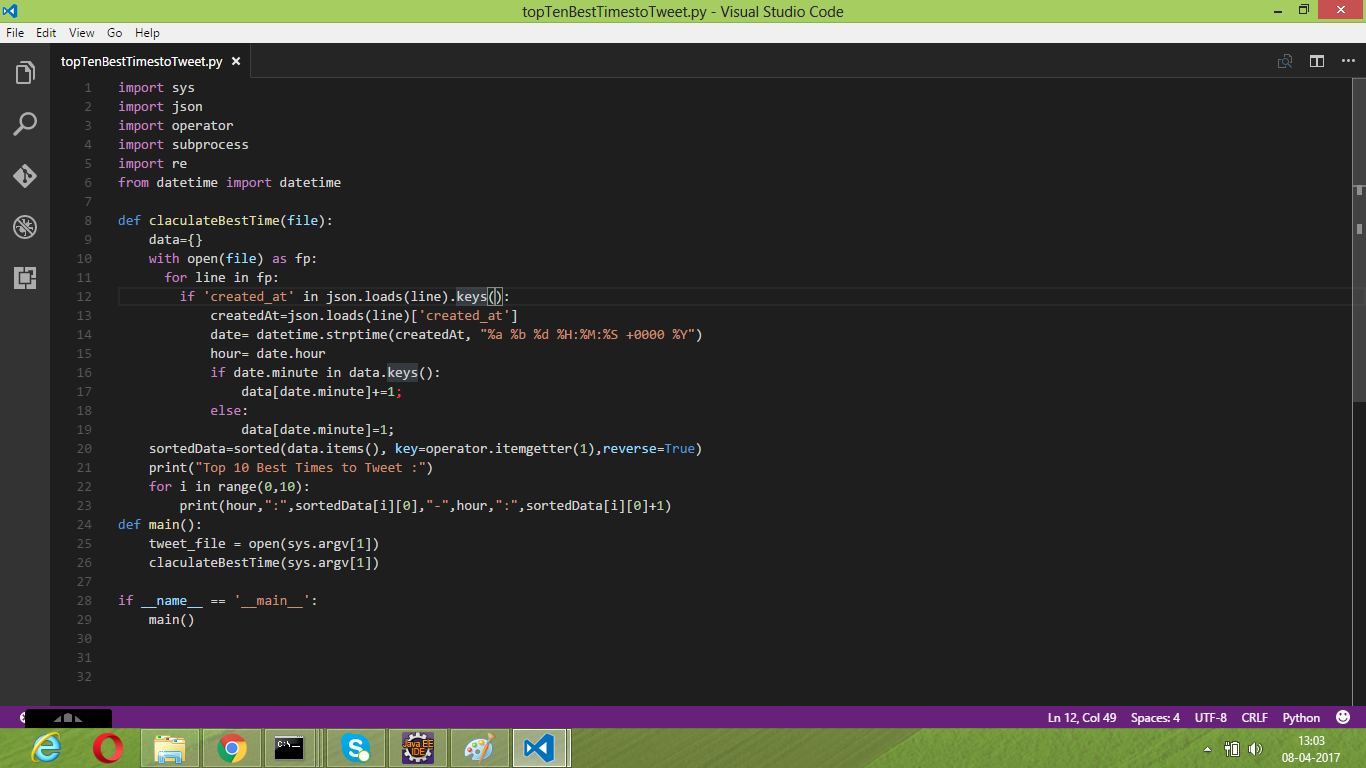 topTenBestTimestoTweet.py - Visual Studio Code
File Edit View Go Help
topTenBestTimestoTweet.py ×
1 import sys
2 import json
3 import operator
4 import subprocess
5 import re
6 from datetime import datetime
7
8 def claculateBestTime(file):
9     data={}
10     with open(file) as fp:
11       for line in fp:
12         if 'created_at' in json.loads(line).keys():
13             createdAt=json.loads(line)['created_at']
14             date= datetime.strptime(createdAt, "%a %b %d %H:%M:%S +0000 %Y")
15             hour= date.hour
16             if date.minute in data.keys():
17                 data[date.minute]+=1;
18             else:
19                 data[date.minute]=1;
20     sortedData=sorted(data.items(), key=operator.itemgetter(1),reverse=True)
21     print("Top 10 Best Times to Tweet :")
22     for i in range(0,10):
23         print(hour,":",sortedData[i][0],"-",hour,":",sortedData[i][0]+1)
24 def main():
25     tweet_file = open(sys.argv[1])
26     claculateBestTime(sys.argv[1])
27
28 if __name__ == '__main__':
29     main()
30
31
32
Ln 12, Col 49 Spaces: 4 UTF-8 CRLF Python
C:\.
Java EE
IDE
13:03
08-04-2017